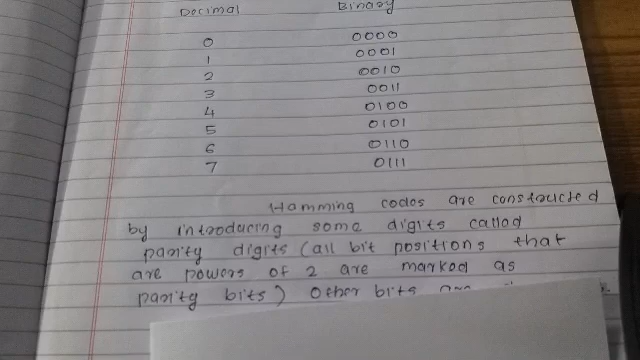 Decimal Binary
0 0000
1 0001
2 0010
3 0011
4 0100
5 0101
6 0110
7 0111
Hamming codes are constructed
by introducing some digits called
parity digits (all bit positions that
are powers of 2 are marked as
parity bits) Other bits